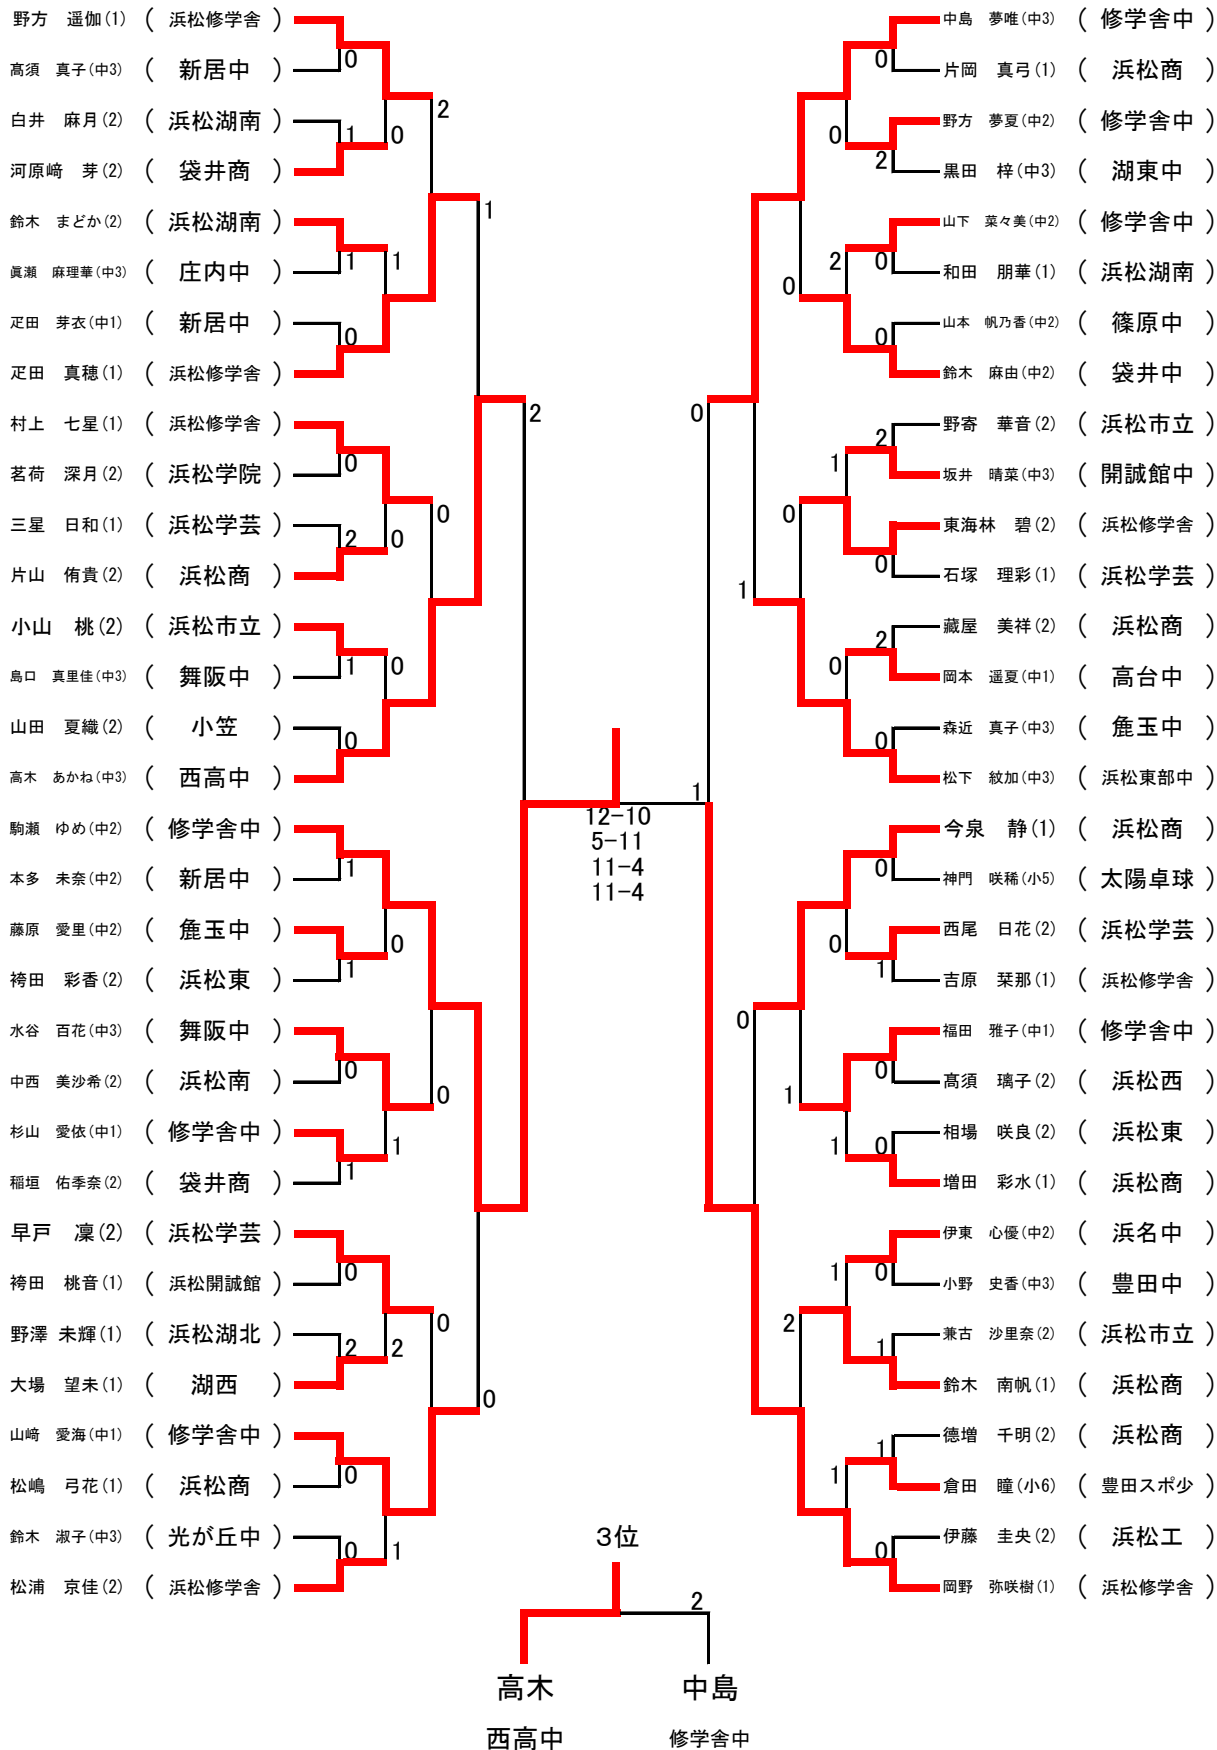 野方　遥伽(1) ( 浜松修学舎 )
0
髙須　真子(中3) ( 新居中 )
2
白井　麻月(2) ( 浜松湖南 )
1 0
河原﨑　芽(2) ( 袋井商 )
1
鈴木　まどか(2) ( 浜松湖南 )
1 1
眞瀬　麻理華(中3) ( 庄内中 )
疋田　芽衣(中1) ( 新居中 )
0
疋田　真穂(1) ( 浜松修学舎 )
2
村上　七星(1) ( 浜松修学舎 )
0
茗荷　深月(2) ( 浜松学院 )
0
三星　日和(1) ( 浜松学芸 )
2 0
片山　侑貴(2) ( 浜松商 )
小山　桃(2) ( 浜松市立 )
1 0
島口　真里佳(中3) ( 舞阪中 )
山田　夏織(2) ( 小笠 )
0
高木　あかね(中3) ( 西高中 )
駒瀬　ゆめ(中2) ( 修学舎中 )
1
本多　未奈(中2) ( 新居中 )
藤原　愛里(中2) ( 麁玉中 )
1 0
袴田　彩香(2) ( 浜松東 )
水谷　百花(中3) ( 舞阪中 )
0
中西　美沙希(2) ( 浜松南 )
0
杉山　愛依(中1) ( 修学舎中 )
1 1
稲垣　佑季奈(2) ( 袋井商 )
早戸　凜(2) ( 浜松学芸 )
0
袴田　桃音(1) ( 浜松開誠館 )
0
野澤　未輝(1) ( 浜松湖北 )
2 2
大場　望未(1) ( 湖西 )
0
山﨑　愛海(中1) ( 修学舎中 )
0
松嶋　弓花(1) ( 浜松商 )
鈴木　淑子(中3) ( 光が丘中 )
0 1
松浦　京佳(2) ( 浜松修学舎 )
12-10
5-11
11-4
11-4
1
中島　夢唯(中3) ( 修学舎中 )
0
片岡　真弓(1) ( 浜松商 )
野方　夢夏(中2) ( 修学舎中 )
0 2
黒田　梓(中3) ( 湖東中 )
山下　菜々美(中2) ( 修学舎中 )
2 0
和田　朋華(1) ( 浜松湖南 )
0
山本　帆乃香(中2) ( 篠原中 )
0
鈴木　麻由(中2) ( 袋井中 )
0
野寄　華音(2) ( 浜松市立 )
1 2
坂井　晴菜(中3) ( 開誠館中 )
0
東海林　碧(2) ( 浜松修学舎 )
0
石塚　理彩(1) ( 浜松学芸 )
1
藏屋　美祥(2) ( 浜松商 )
0 2
岡本　遥夏(中1) ( 高台中 )
森近　真子(中3) ( 麁玉中 )
0
松下　紋加(中3) ( 浜松東部中 )
今泉　静(1) ( 浜松商 )
0
神門　咲稀(小5) ( 太陽卓球 )
西尾　日花(2) ( 浜松学芸 )
0 1
吉原　栞那(1) ( 浜松修学舎 )
0
福田　雅子(中1) ( 修学舎中 )
0
髙須　璃子(2) ( 浜松西 )
1
相場　咲良(2) ( 浜松東 )
1 0
増田　彩水(1) ( 浜松商 )
伊東　心優(中2) ( 浜名中 )
1 0
小野　史香(中3) ( 豊田中 )
2
兼古　沙里奈(2) ( 浜松市立 )
1
鈴木　南帆(1) ( 浜松商 )
德増　千明(2) ( 浜松商 )
1 1
倉田　瞳(小6) ( 豊田スポ少 )
伊藤　圭央(2) ( 浜松工 )
0
岡野　弥咲樹(1) ( 浜松修学舎 )
3位
2
高木 中島
西高中 修学舎中